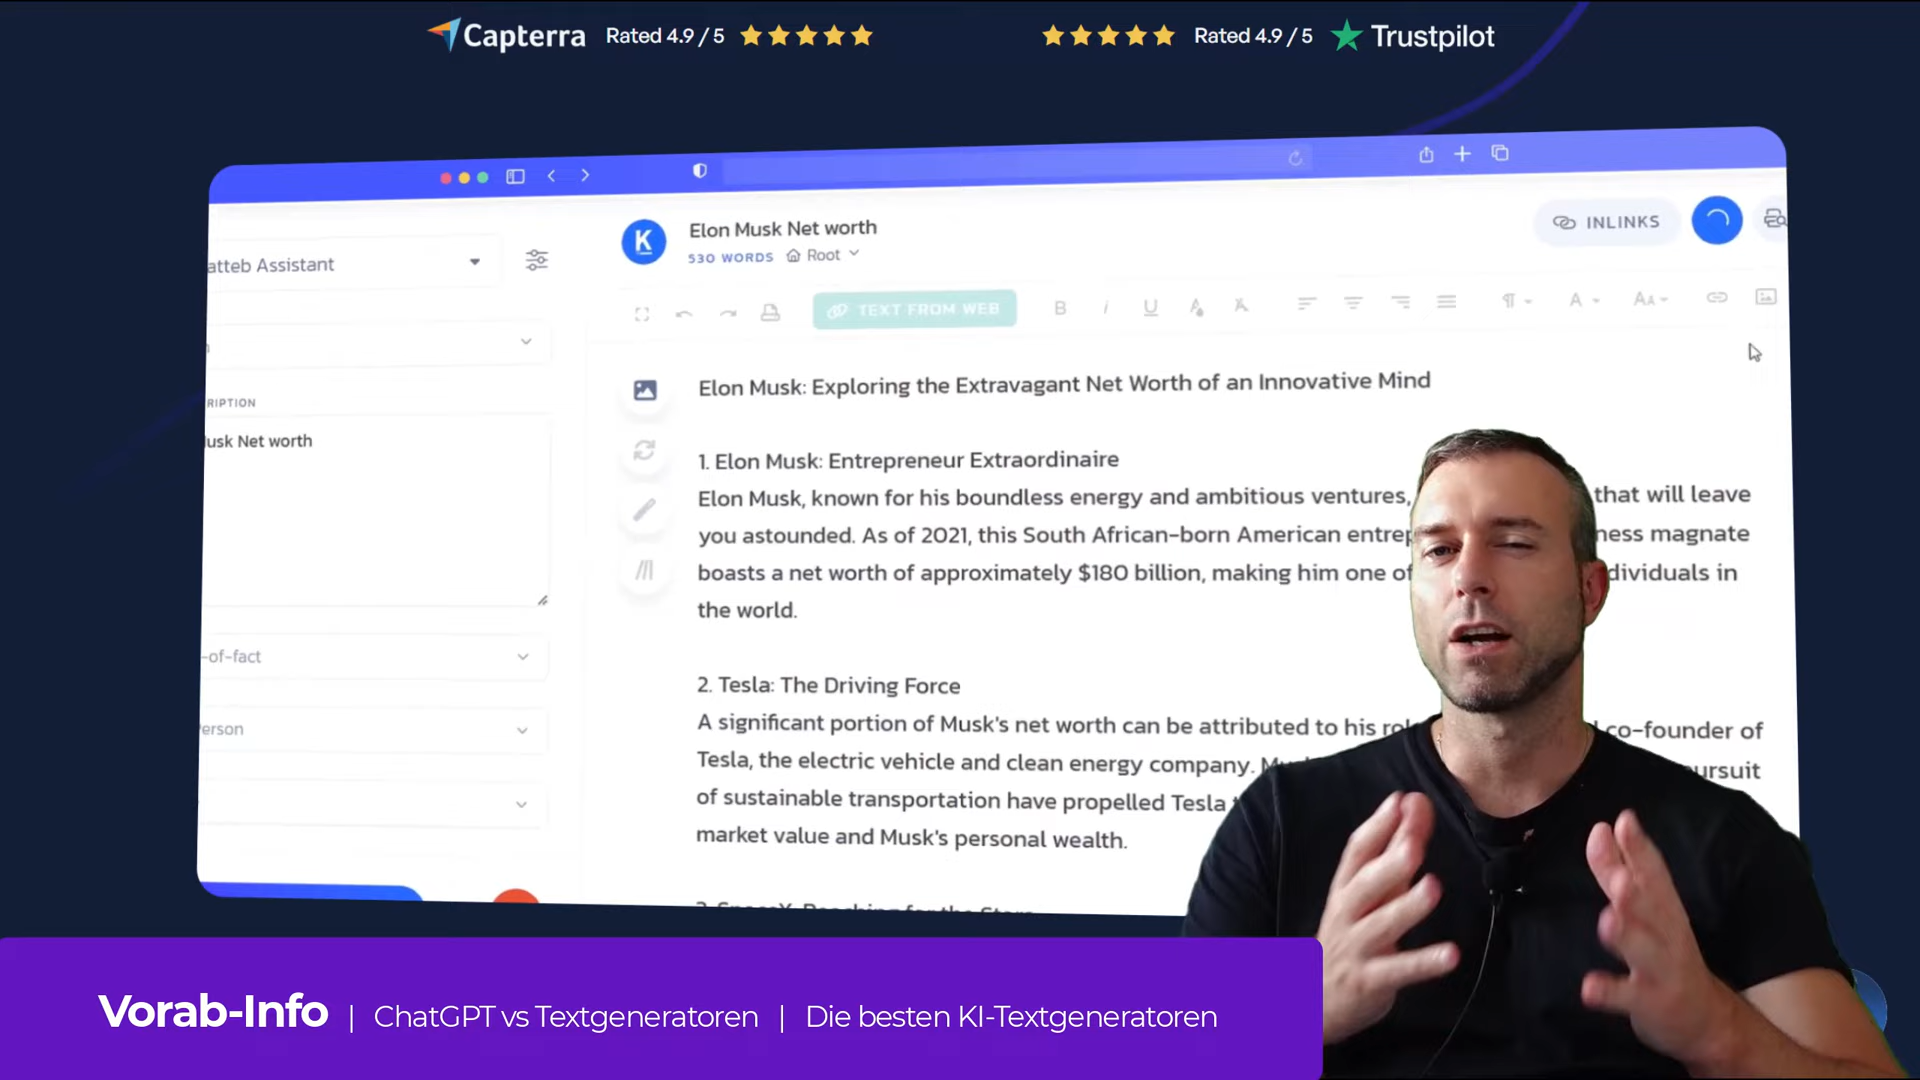 Capterra Rated 4.9 / 5
Rated 4.9 / 5 Trustpilot
atteb Assistant
RIPTION
usk Net worth
-of-fact
erson
K
Elon Musk Net worth
530 WORDS Root
INLINKS
TEXT FROM WEB
Elon Musk: Exploring the Extravagant Net Worth of an Innovative Mind
1. Elon Musk: Entrepreneur Extraordinaire
Elon Musk, known for his boundless energy and ambitious ventures, that will leave
you astounded. As of 2021, this South African-born American entrep ness magnate
boasts a net worth of approximately $180 billion, making him one of dividuals in
the world.
2. Tesla: The Driving Force
A significant portion of Musk's net worth can be attributed to his rol co-founder of
Tesla, the electric vehicle and clean energy company. ursuit
of sustainable transportation have propelled Tesla
market value and Musk's personal wealth.
Vorab-Info | ChatGPT vs Textgeneratoren | Die besten KI-Textgeneratoren